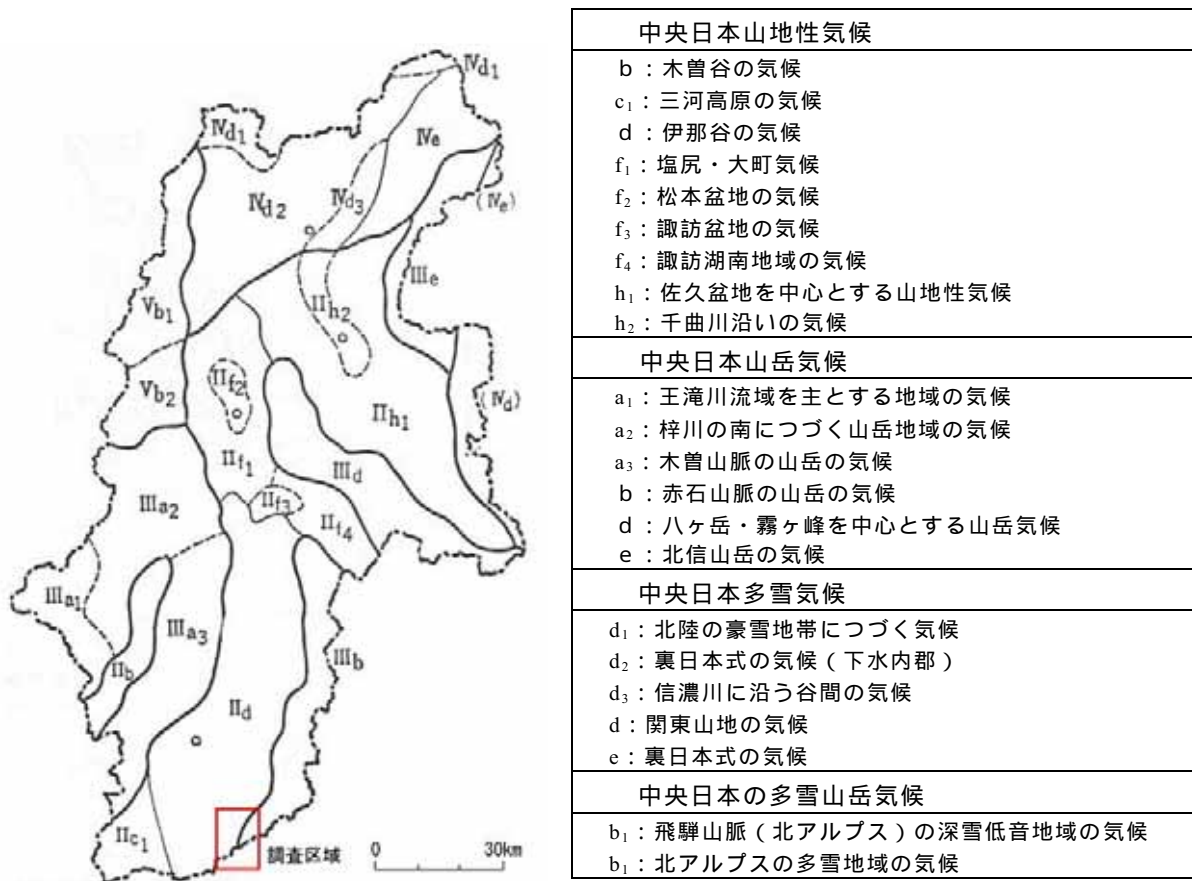 Ⅳd1
Ⅳd1
Ⅳe
Ⅳd3
Ⅳd2
(Ⅳe)
Ⅲe
Ⅴb1
Ⅱh2
Ⅴb2
Ⅱf2
(Ⅳd)
Ⅱh1
Ⅱf1
Ⅲd
Ⅲa2
Ⅱf3
Ⅱf4
Ⅲa1
Ⅲa3
Ⅱb
Ⅲb
Ⅱd
Ⅱc1
調査区域
0 30km
中央日本山地性気候
b：木曽谷の気候
c1：三河高原の気候
d：伊那谷の気候
f1：塩尻・大町気候
f2：松本盆地の気候
f3：諏訪盆地の気候
f4：諏訪湖南地域の気候
h1：佐久盆地を中心とする山地性気候
h2：千曲川沿いの気候
中央日本山岳気候
a1：王滝川流域を主とする地域の気候
a2：梓川の南につづく山岳地域の気候
a3：木曽山脈の山岳の気候
b：赤石山脈の山岳の気候
d：八ヶ岳・霧ヶ峰を中心とする山岳気候
e：北信山岳の気候
中央日本多雪気候
d1：北陸の豪雪地帯につづく気候
d2：裏日本式の気候（下水内郡）
d3：信濃川に沿う谷間の気候
d：関東山地の気候
e：裏日本式の気候
中央日本の多雪山岳気候
b1：飛騨山脈（北アルプス）の深雪低音地域の気候
b1：北アルプスの多雪地域の気候